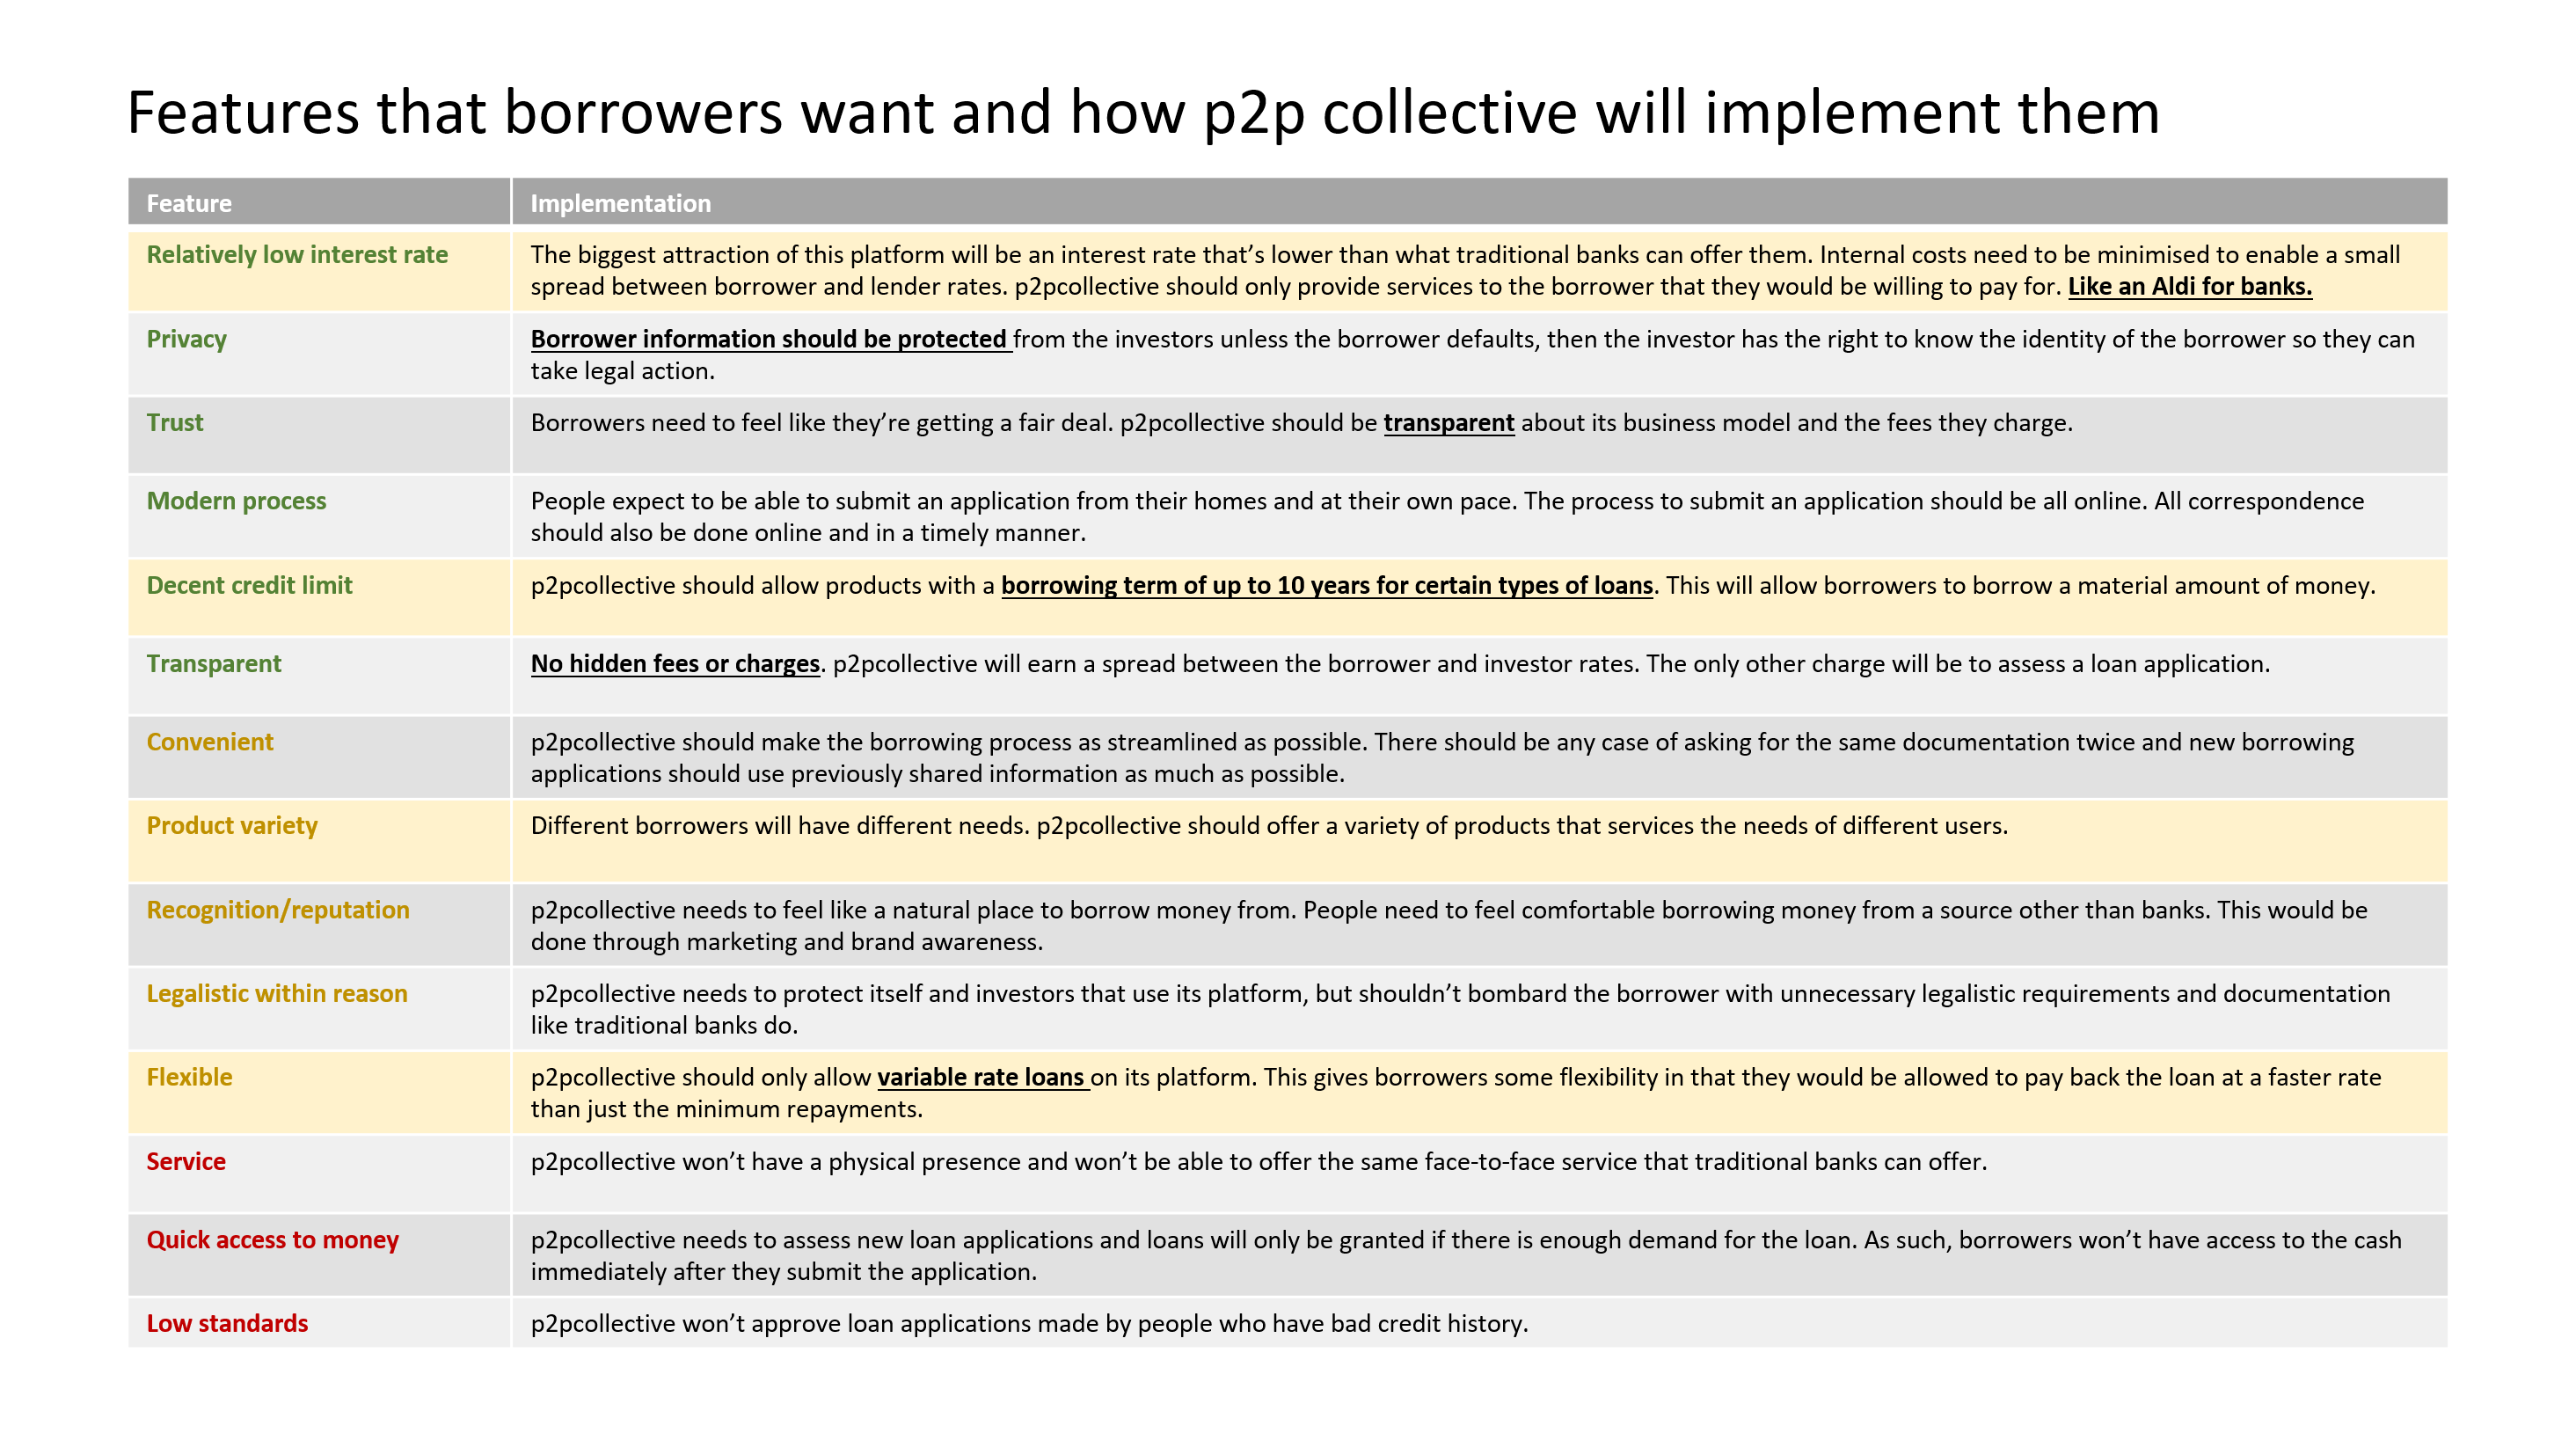 Features that borrowers want and how p2p collective will implement them
Feature
Implementation
Relatively low interest rate
The biggest attraction of this platform will be an interest rate that’s lower than what traditional banks can offer them. Internal costs need to be minimised to enable a small
spread between borrower and lender rates. p2pcollective should only provide services to the borrower that they would be willing to pay for. Like an Aldi for banks.
Privacy
Borrower information should be protected from the investors unless the borrower defaults, then the investor has the right to know the identity of the borrower so they can
take legal action.
Trust
Borrowers need to feel like they’re getting a fair deal. p2pcollective should be transparent about its business model and the fees they charge.
Modern process
People expect to be able to submit an application from their homes and at their own pace. The process to submit an application should be all online. All correspondence
should also be done online and in a timely manner.
Decent credit limit
p2pcollective should allow products with a borrowing term of up to 10 years for certain types of loans. This will allow borrowers to borrow a material amount of money.
Transparent
No hidden fees or charges. p2pcollective will earn a spread between the borrower and investor rates. The only other charge will be to assess a loan application.
Convenient
p2pcollective should make the borrowing process as streamlined as possible. There should be any case of asking for the same documentation twice and new borrowing
applications should use previously shared information as much as possible.
Product variety
Different borrowers will have different needs. p2pcollective should offer a variety of products that services the needs of different users.
Recognition/reputation
p2pcollective needs to feel like a natural place to borrow money from. People need to feel comfortable borrowing money from a source other than banks. This would be
done through marketing and brand awareness.
Legalistic within reason
p2pcollective needs to protect itself and investors that use its platform, but shouldn’t bombard the borrower with unnecessary legalistic requirements and documentation
like traditional banks do.
Flexible
p2pcollective should only allow variable rate loans on its platform. This gives borrowers some flexibility in that they would be allowed to pay back the loan at a faster rate
than just the minimum repayments.
Service
p2pcollective won’t have a physical presence and won’t be able to offer the same face-to-face service that traditional banks can offer.
Quick access to money
p2pcollective needs to assess new loan applications and loans will only be granted if there is enough demand for the loan. As such, borrowers won’t have access to the cash
immediately after they submit the application.
Low standards
p2pcollective won’t approve loan applications made by people who have bad credit history.